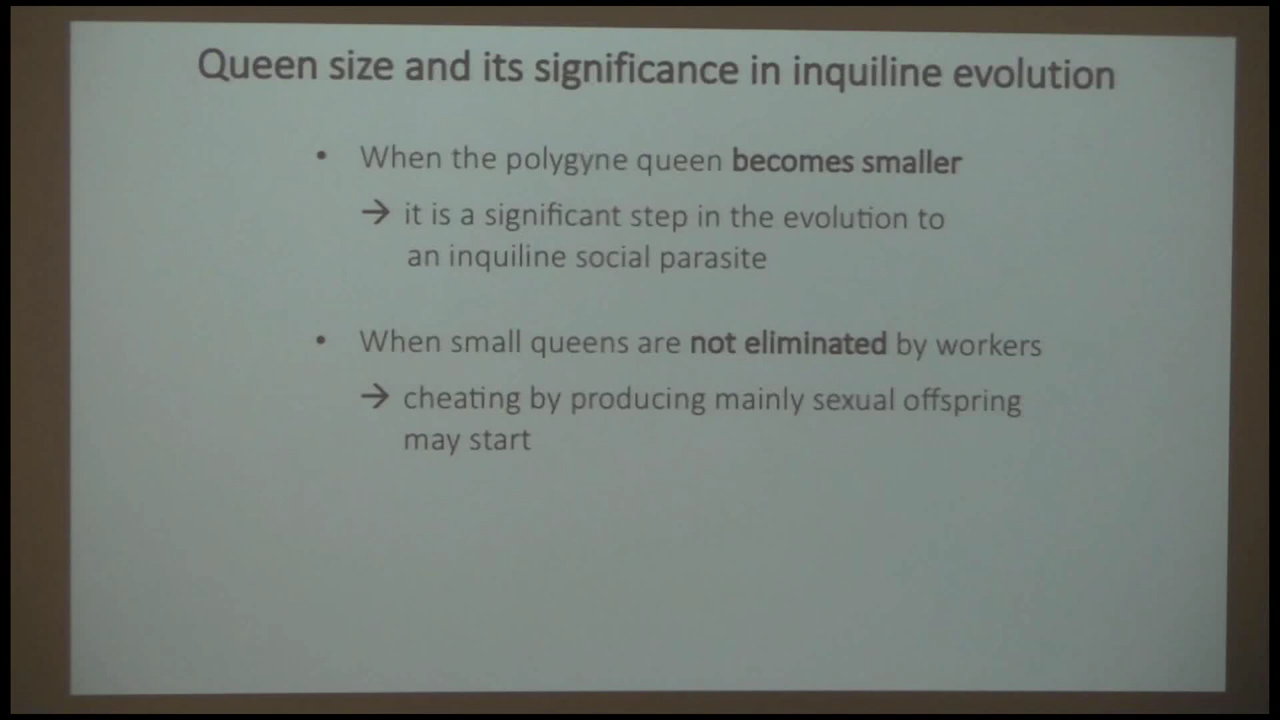 Queen size and its significance in inquiline evolution
• When the polygyne queen becomes smaller
→ it is a significant step in the evolution to
an inquiline social parasite
• When small queens are not eliminated by workers
→ cheating by producing mainly sexual offspring
may start